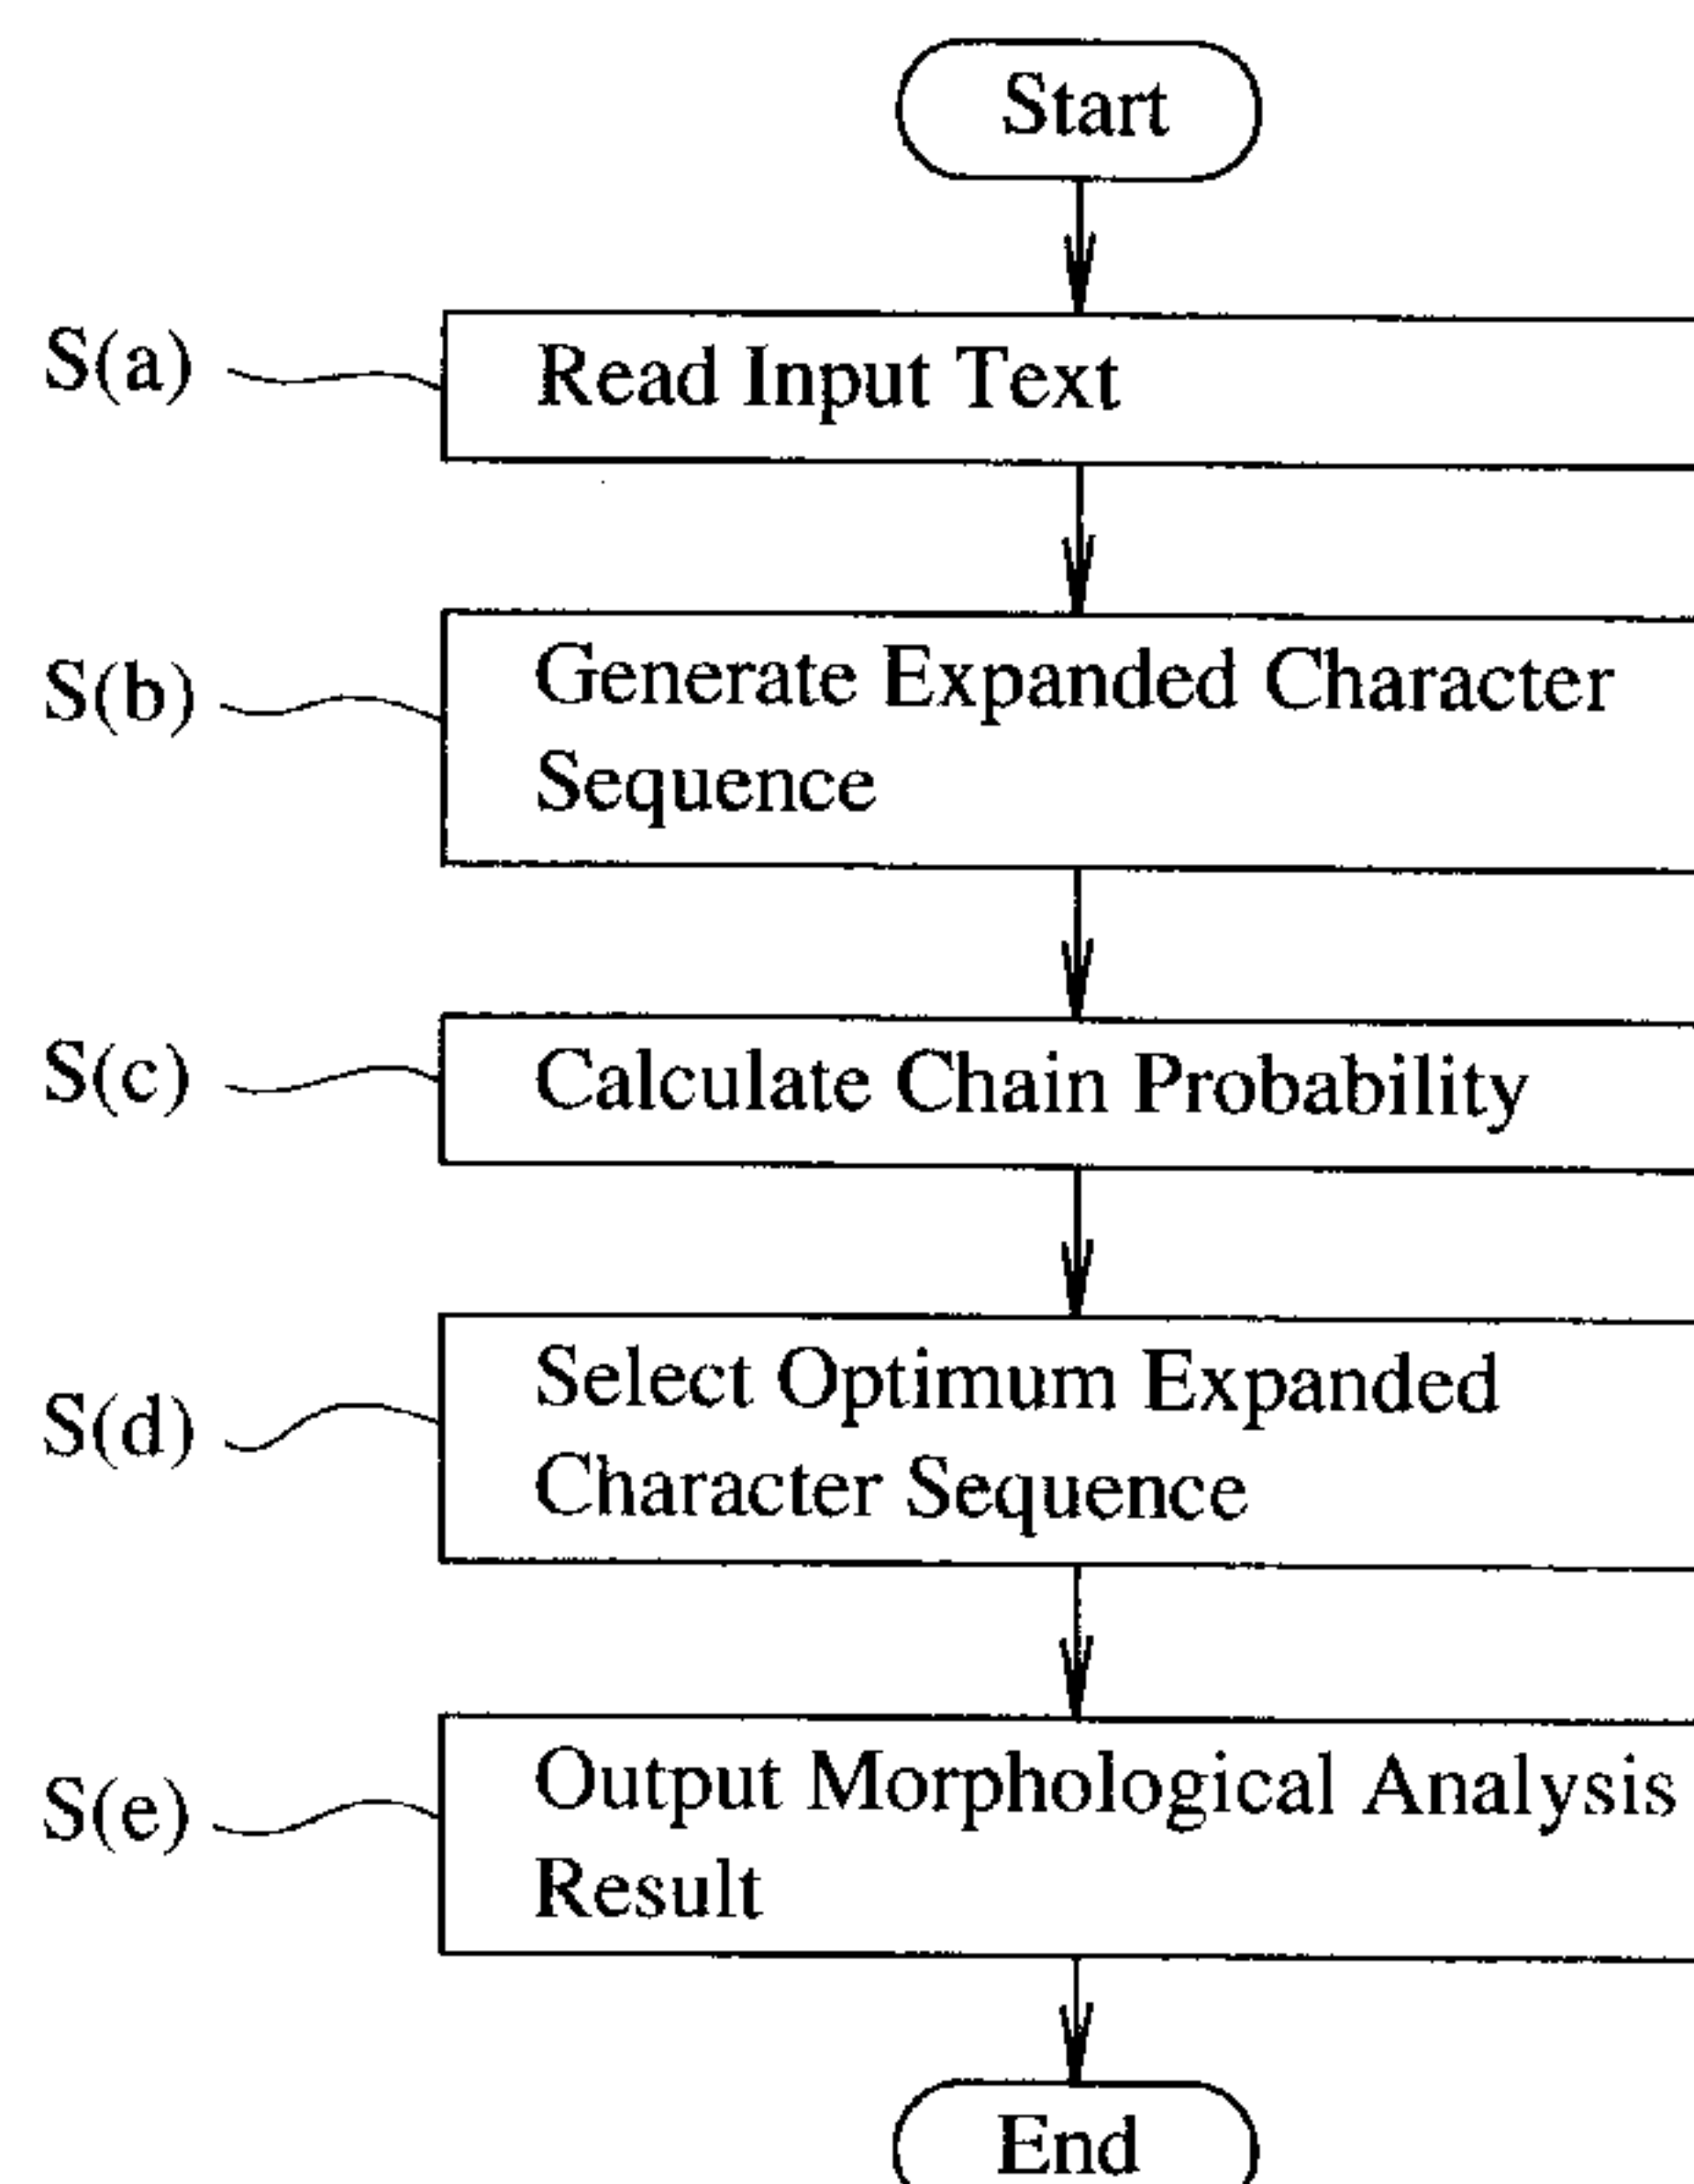 Start
S(a)
Read Input Text
S(b)
Generate Expanded Character
Sequence
S(c)
Calculate Chain Probability
S(d)
Select Optimum Expanded
Character Sequence
S(e)
Output Morphological Analysis
Result
End